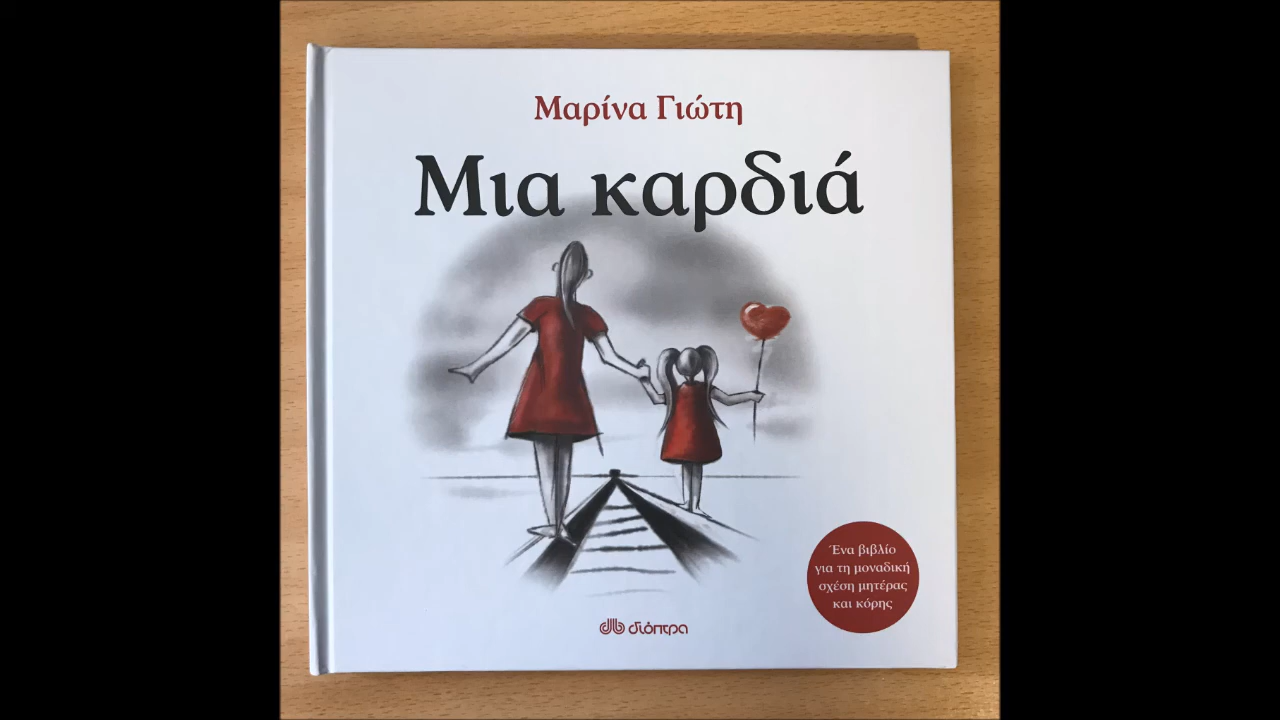 Μαρίνα Γιώτη
Μια καρδιά
Ένα βιβλίο
για τη μοναδική
σχέση μητέρας
και κόρης
διόπτρα